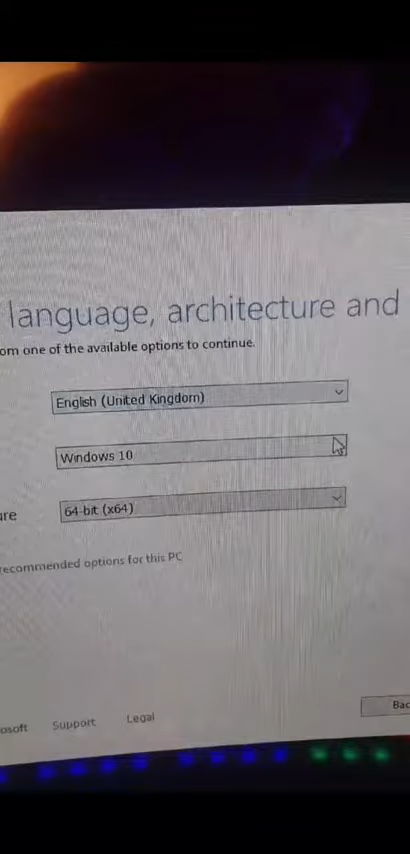 language, architecture and
om one of the available options to continue.
English (United Kingdom)
Windows 10
ure
64-bit (x64)
recommended options for this PC
osoft
Support
Legal
Bac